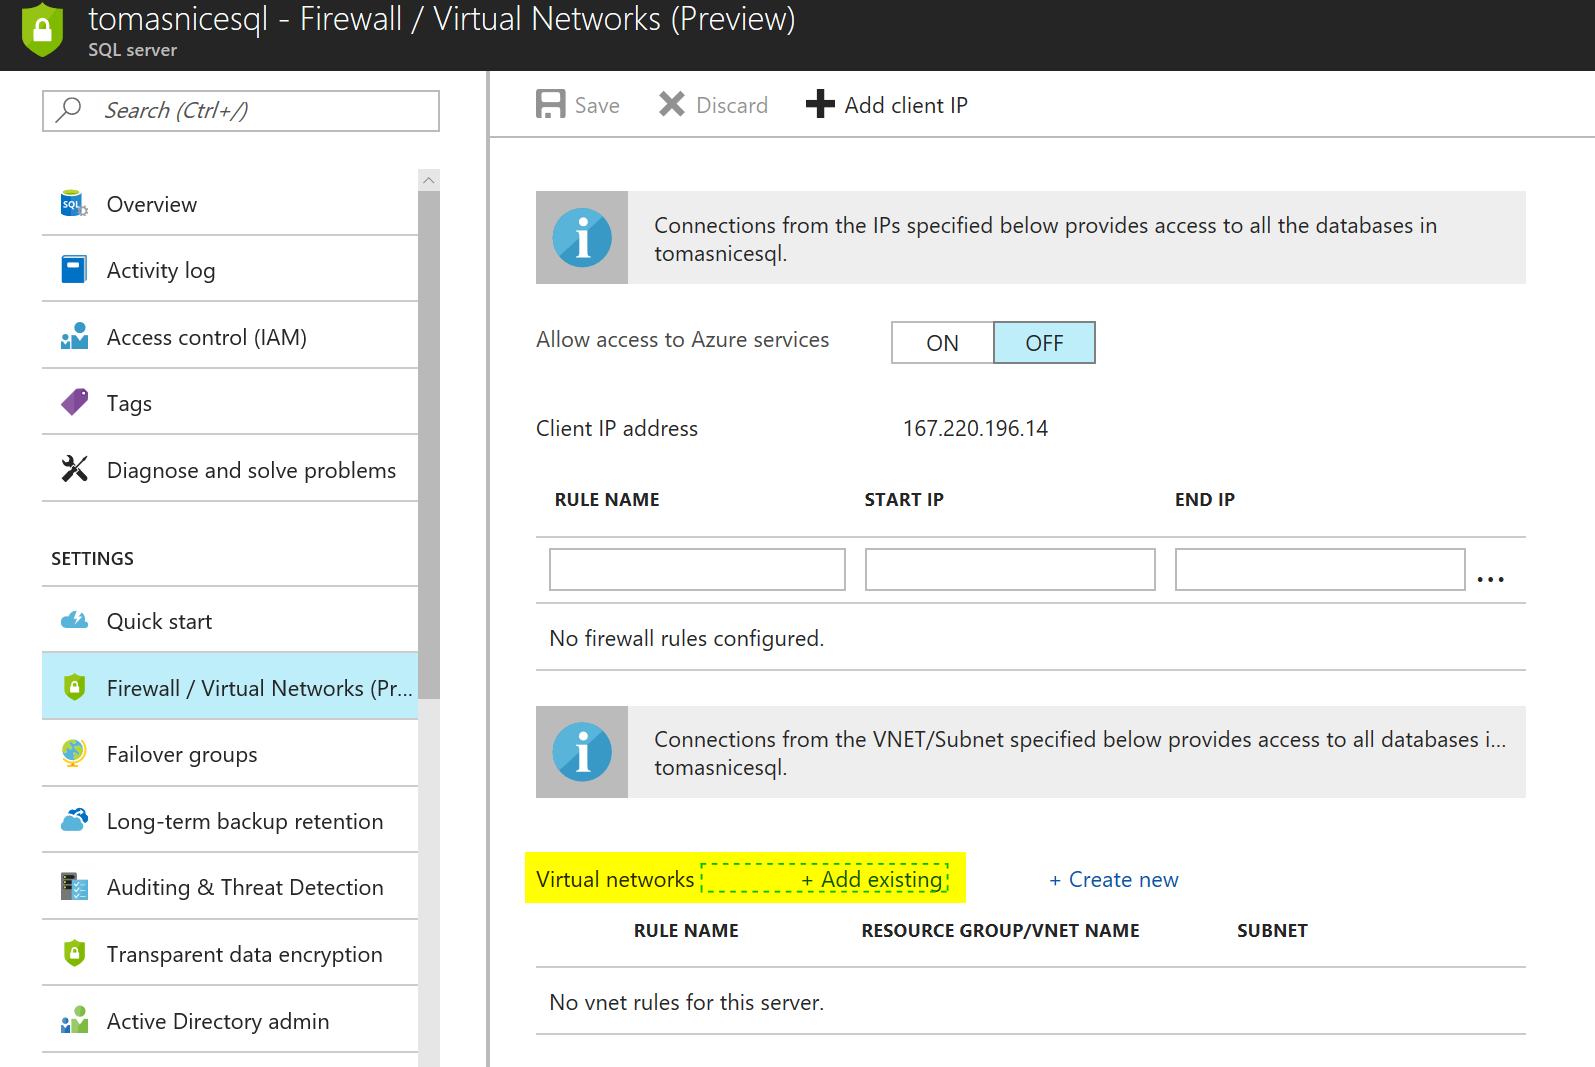 tomasnicesql - Firewall / Virtual Networks (Preview)
SQL server
Search (Ctrl+/)
SQL
Overview
Activity log
Access control (IAM)
Tags
Diagnose and solve problems
SETTINGS
Quick start
Firewall / Virtual Networks (Pr...
Failover groups
Long-term backup retention
Auditing & Threat Detection
Transparent data encryption
Active Directory admin
Save
Discard
Add client IP
Connections from the IPs specified below provides access to all the databases in
tomasnicesql.
Allow access to Azure services
ON
OFF
Client IP address
167.220.196.14
RULE NAME
START IP
END IP
...
No firewall rules configured.
Connections from the VNET/Subnet specified below provides access to all databases i...
tomasnicesql.
Virtual networks
+ Add existing
+ Create new
RULE NAME
RESOURCE GROUP/VNET NAME
SUBNET
No vnet rules for this server.